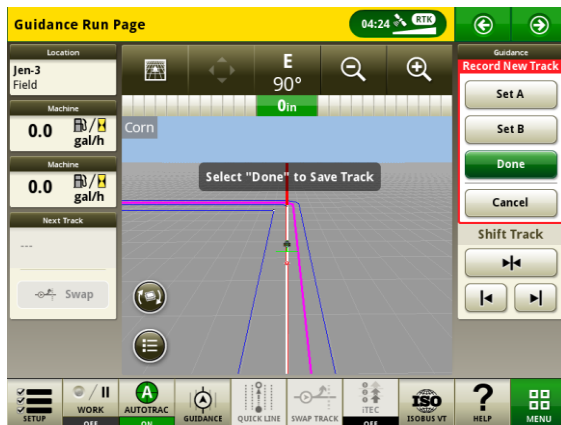 Guidance Run Page
04:24
RTK
Location
Jen-3
Field
Machine
0.0
gal/h
Machine
0.0
gal/h
Next Track
---
Swap
E
90°
0in
Corn
Select "Done" to Save Track
Guidance
Record New Track
Set A
Set B
Done
Cancel
Shift Track
SETUP
WORK
OFF
A
AUTOTRAC
ON
GUIDANCE
QUICK LINE
SWAP TRACK
iTEC
OFF
ISO
ISOBUS VT
?
HELP
MENU